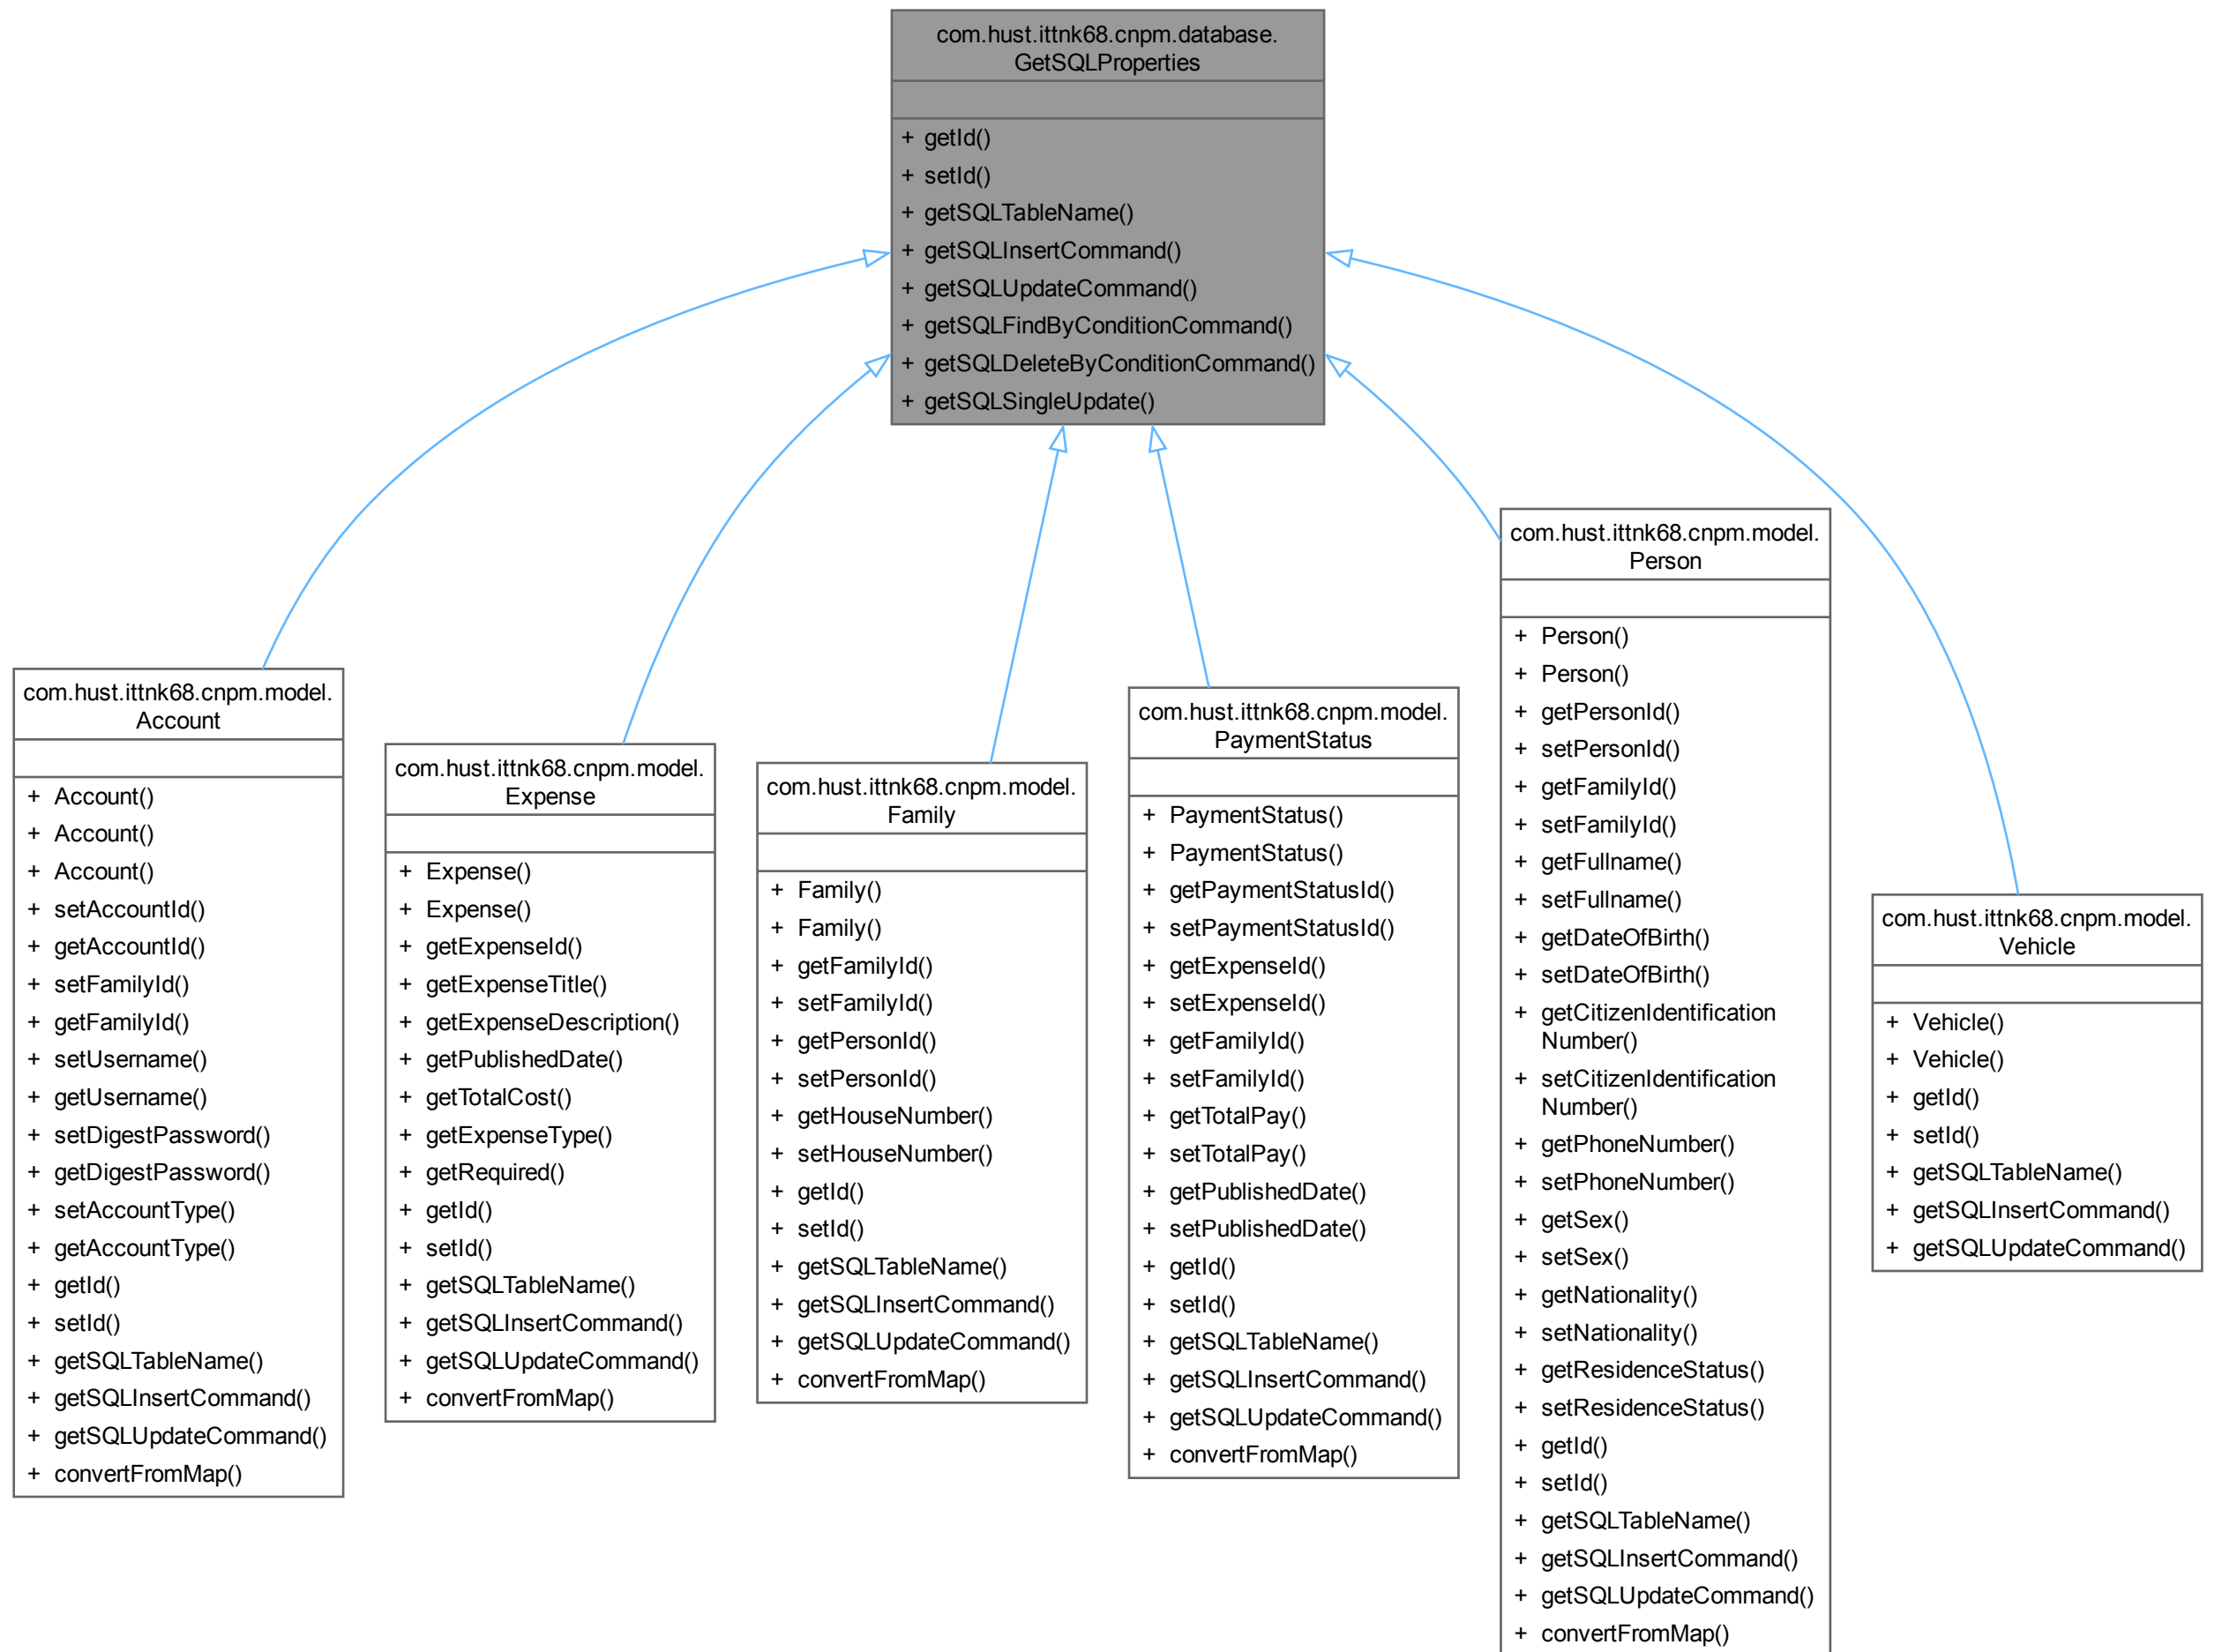 com.hust.ittnk68.cnpm.database.
GetSQLProperties
+ getId()
+ setId()
+ getSQLTableName()
+ getSQLInsertCommand()
+ getSQLUpdateCommand()
+ getSQLFindByConditionCommand()
+ getSQLDeleteByConditionCommand()
+ getSQLSingleUpdate()
com.hust.ittnk68.cnpm.model.
Account
+ Account()
+ Account()
+ Account()
+ setAccountId()
+ getAccountId()
+ setFamilyId()
+ getFamilyId()
+ setUsername()
+ getUsername()
+ setDigestPassword()
+ getDigestPassword()
+ setAccountType()
+ getAccountType()
+ getId()
+ setId()
+ getSQLTableName()
+ getSQLInsertCommand()
+ getSQLUpdateCommand()
+ convertFromMap()
com.hust.ittnk68.cnpm.model.
Expense
+ Expense()
+ Expense()
+ getExpenseId()
+ getExpenseTitle()
+ getExpenseDescription()
+ getPublishedDate()
+ getTotalCost()
+ getExpenseType()
+ getRequired()
+ getId()
+ setId()
+ getSQLTableName()
+ getSQLInsertCommand()
+ getSQLUpdateCommand()
+ convertFromMap()
com.hust.ittnk68.cnpm.model.
Family
+ Family()
+ Family()
+ getFamilyId()
+ setFamilyId()
+ getPersonId()
+ setPersonId()
+ getHouseNumber()
+ setHouseNumber()
+ getId()
+ setId()
+ getSQLTableName()
+ getSQLInsertCommand()
+ getSQLUpdateCommand()
+ convertFromMap()
com.hust.ittnk68.cnpm.model.
PaymentStatus
+ PaymentStatus()
+ PaymentStatus()
+ getPaymentStatusId()
+ setPaymentStatusId()
+ getExpenseId()
+ setExpenseId()
+ getFamilyId()
+ setFamilyId()
+ getTotalPay()
+ setTotalPay()
+ getPublishedDate()
+ setPublishedDate()
+ getId()
+ setId()
+ getSQLTableName()
+ getSQLInsertCommand()
+ getSQLUpdateCommand()
+ convertFromMap()
com.hust.ittnk68.cnpm.model.
Person
+ Person()
+ Person()
+ getPersonId()
+ setPersonId()
+ getFamilyId()
+ setFamilyId()
+ getFullname()
+ setFullname()
+ getDateOfBirth()
+ setDateOfBirth()
+ getCitizenIdentification
Number()
+ setCitizenIdentification
Number()
+ getPhoneNumber()
+ setPhoneNumber()
+ getSex()
+ setSex()
+ getNationality()
+ setNationality()
+ getResidenceStatus()
+ setResidenceStatus()
+ getId()
+ setId()
+ getSQLTableName()
+ getSQLInsertCommand()
+ getSQLUpdateCommand()
+ convertFromMap()
com.hust.ittnk68.cnpm.model.
Vehicle
+ Vehicle()
+ Vehicle()
+ getId()
+ setId()
+ getSQLTableName()
+ getSQLInsertCommand()
+ getSQLUpdateCommand()